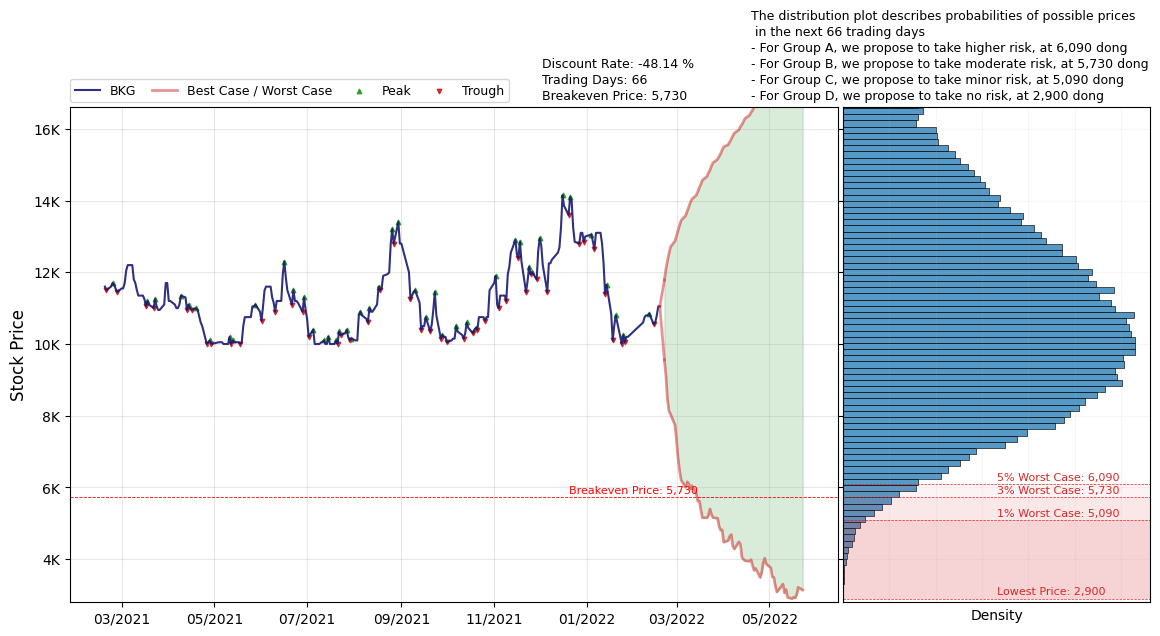 The distribution plot describes probabilities of possible prices
in the next 66 trading days
- For Group A, we propose to take higher risk, at 6,090 dong
- For Group B, we propose to take moderate risk, at 5,730 dong
- For Group C, we propose to take minor risk, at 5,090 dong
- For Group D, we propose to take no risk, at 2,900 dong
Discount Rate: -48.14 %
Trading Days: 66
Breakeven Price: 5,730
BKG
Best Case / Worst Case
Peak
Trough
Stock Price
16K
14K
12K
10K
8K
6K
4K
Breakeven Price: 5,730
03/2021
05/2021
07/2021
09/2021
11/2021
01/2022
03/2022
05/2022
5% Worst Case: 6,090
3% Worst Case: 5,730
1% Worst Case: 5,090
Lowest Price: 2,900
Density